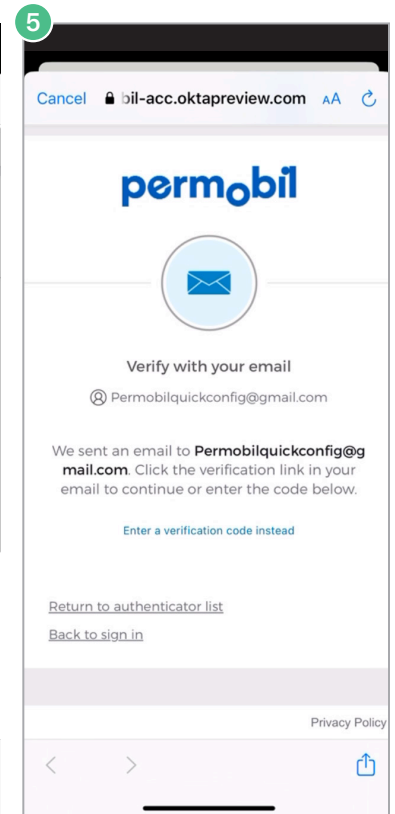 5
Cancel bil-acc.oktapreview.com AA
permobil
Verify with your email
Permobilquickconfig@gmail.com
We sent an email to Permobilquickconfig@g
mail.com. Click the verification link in your
email to continue or enter the code below.
Enter a verification code instead
Return to authenticator list
Back to sign in
Privacy Policy